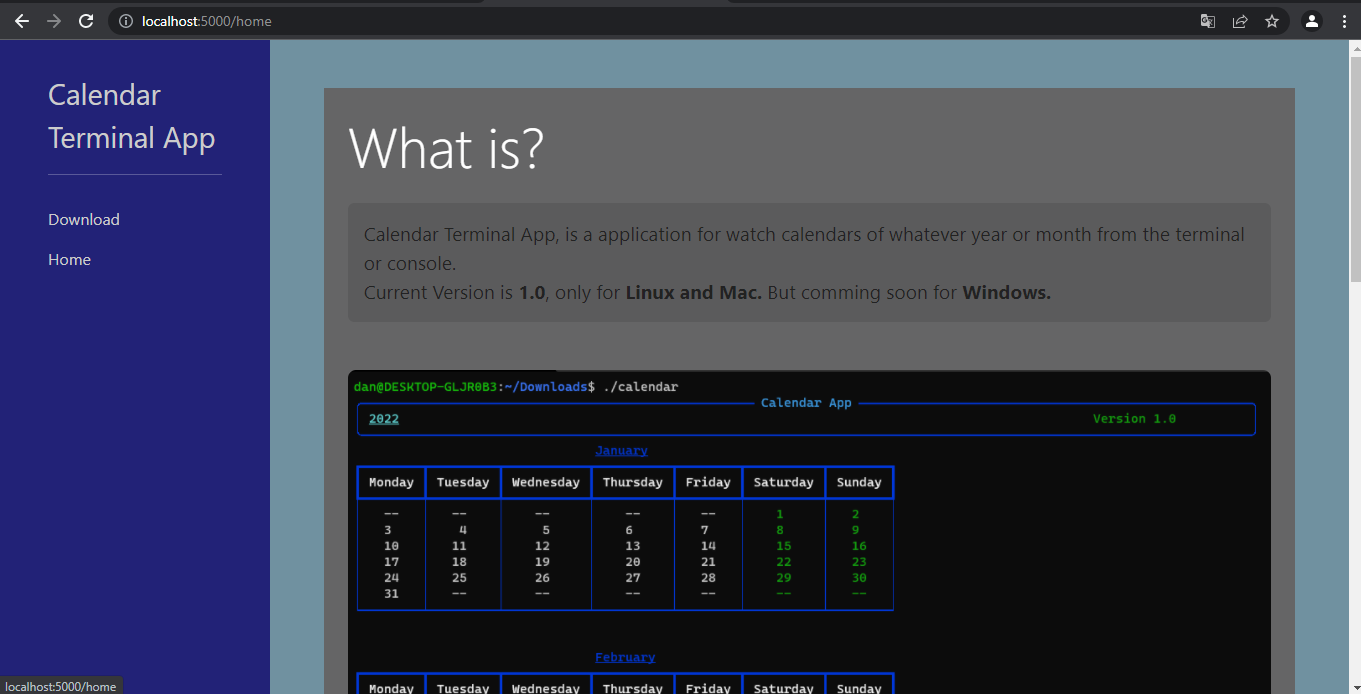 localhost:5000/home
Calendar
Terminal App
Download
Home
What is?
Calendar Terminal App, is a application for watch calendars of whatever year or month from the terminal
or console.
Current Version is 1.0, only for Linux and Mac. But comming soon for Windows.
dan@DESKTOP-GLJR0B3:~/Downloads$ ./calendar
Calendar App
2022 Version 1.0
January
Monday Tuesday Wednesday Thursday Friday Saturday Sunday
-- -- -- -- -- 1 2
3 4 5 6 7 8 9
10 11 12 13 14 15 16
17 18 19 20 21 22 23
24 25 26 27 28 29 30
31 -- -- -- -- -- --
February
Monday Tuesday Wednesday Thursday Friday Saturday Sunday
localhost:5000/home